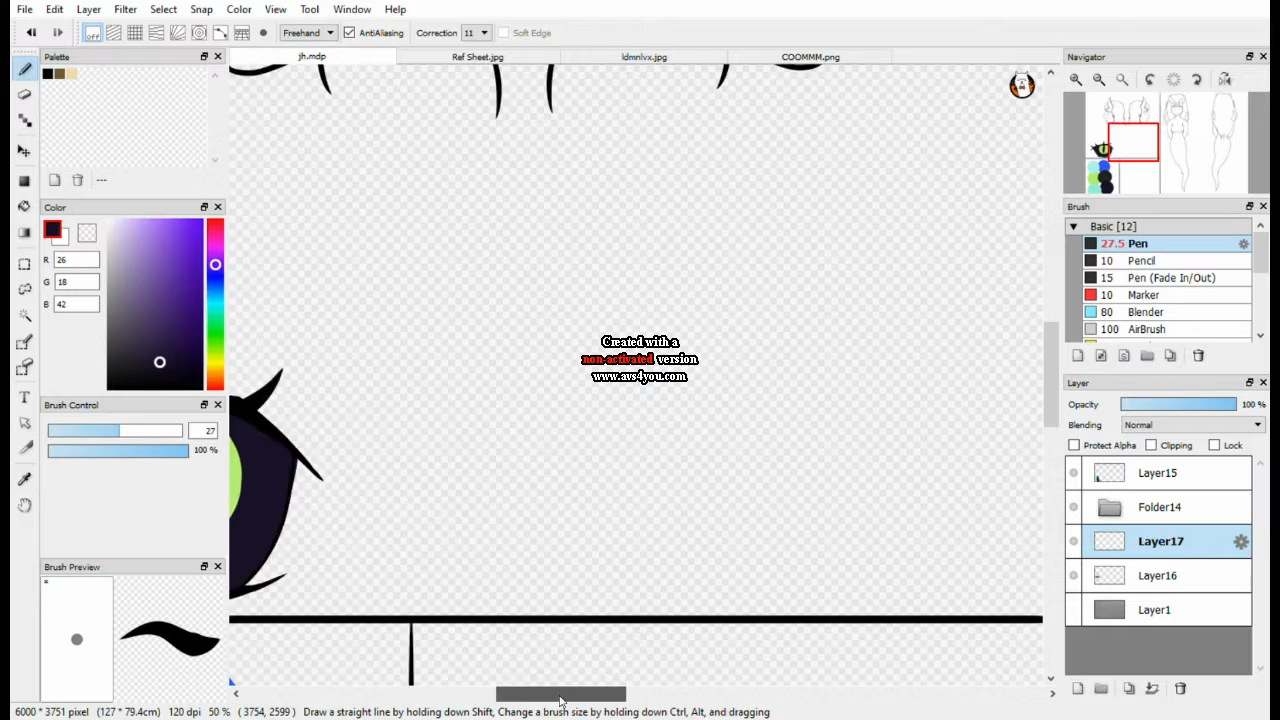 File Edit Layer Filter Select Snap Color View Tool Window Help
off Freehand AntiAliasing Correction 11 Soft Edge
Palette
jh.mdp Ref Sheet.jpg ldmnlvx.jpg COOMMM.png
Navigator
Color
R 26
G 18
B 42
Brush Control
27
100 %
Brush Preview
Created with a
non-activated version
www.avs4you.com
Brush
Basic [12]
27.5 Pen
10 Pencil
15 Pen (Fade In/Out)
10 Marker
80 Blender
100 AirBrush
Layer
Opacity 100 %
Blending Normal
Protect Alpha Clipping Lock
Layer15
Folder14
Layer17
Layer16
Layer1
6000 * 3751 pixel (127 * 79.4cm) 120 dpi 50 % ( 3754, 2599 ) Draw a straight line by holding down Shift, Change a brush size by holding down Ctrl, Alt, and dragging